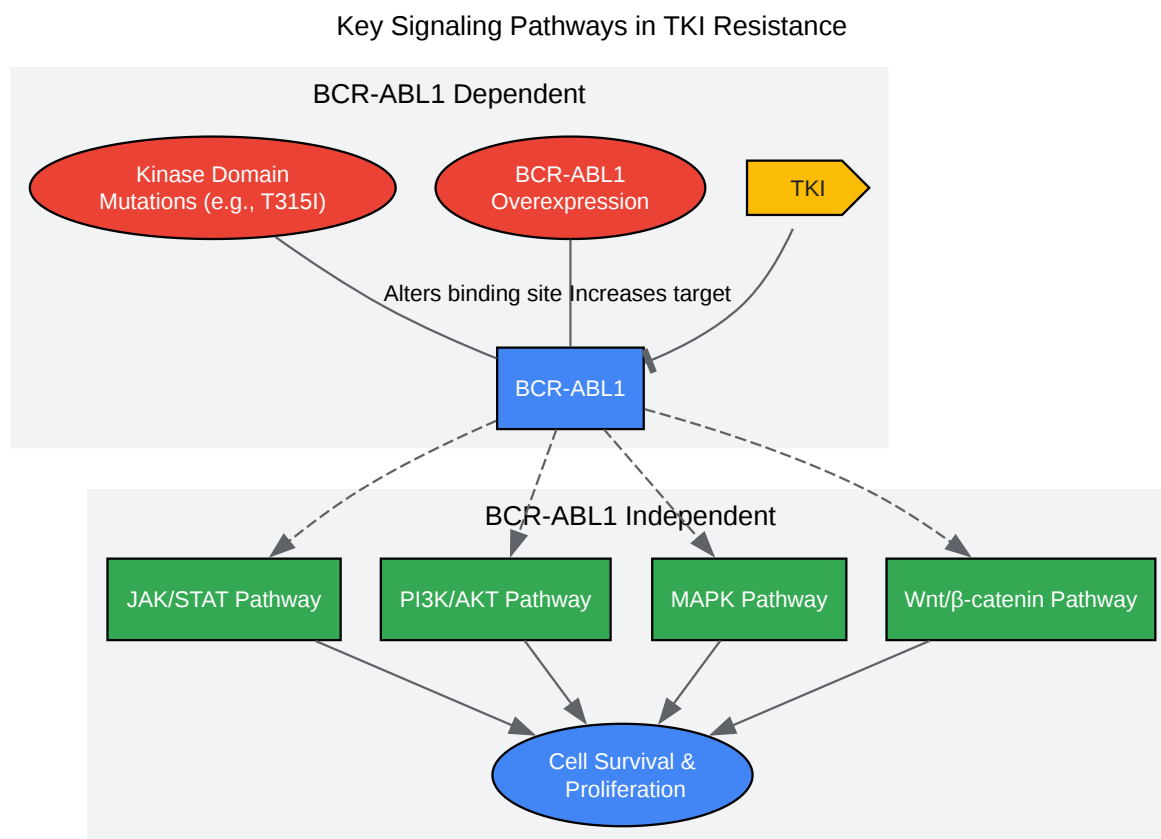 Key Signaling Pathways in TKI Resistance
BCR-ABL1 Dependent
Kinase Domain
Mutations (e.g., T315I)
BCR-ABL1
Overexpression
TKI
Alters binding site
Increases target
BCR-ABL1
BCR-ABL1 Independent
JAK/STAT Pathway
PI3K/AKT Pathway
MAPK Pathway
Wnt/β-catenin Pathway
Cell Survival &
Proliferation